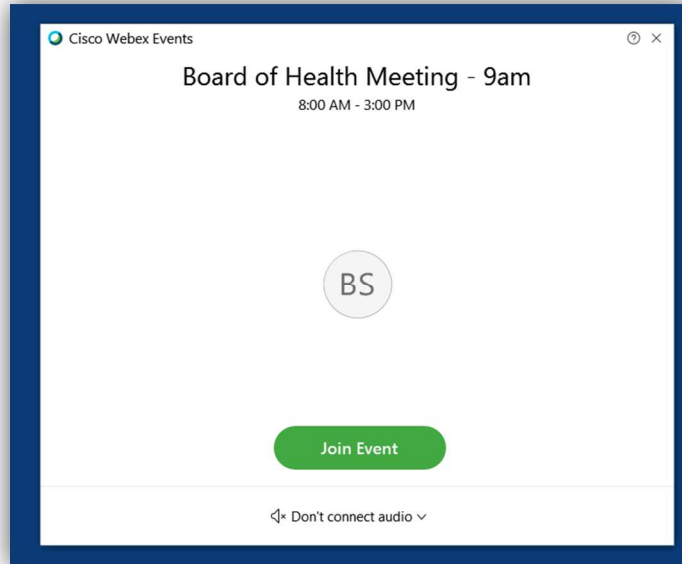 Cisco Webex Events
Board of Health Meeting - 9am
8:00 AM - 3:00 PM
BS
Join Event
Don't connect audio